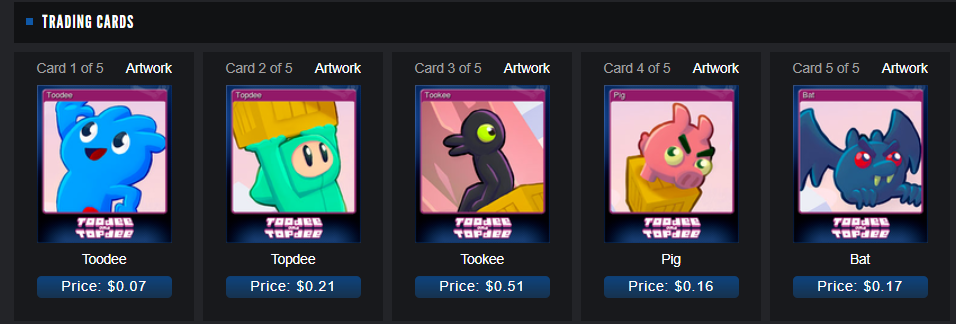 TRADING CARDS
Card 1 of 5 Artwork
Toodee
TOODEE
AND
TOPDEE
Toodee
Price: $0.07
Card 2 of 5 Artwork
Topdee
TOODEE
AND
TOPDEE
Topdee
Price: $0.21
Card 3 of 5 Artwork
Tookee
TOODEE
AND
TOPDEE
Tookee
Price: $0.51
Card 4 of 5 Artwork
Pig
TOODEE
AND
TOPDEE
Pig
Price: $0.16
Card 5 of 5 Artwork
Bat
TOODEE
AND
TOPDEE
Bat
Price: $0.17